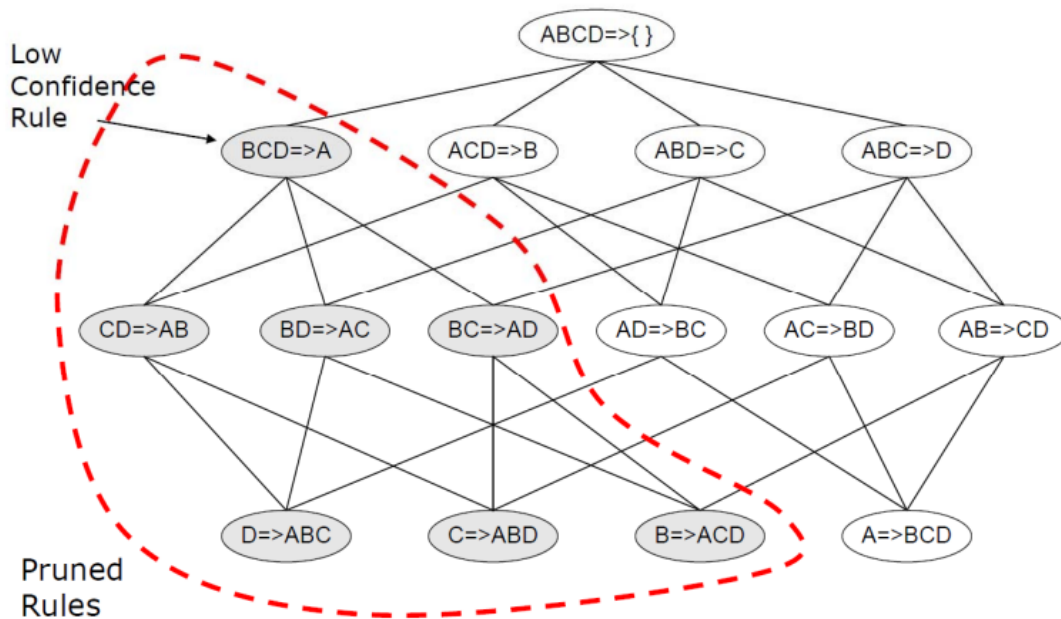 ABCD=>{ }
Low
Confidence
Rule
BCD=>A
ACD=>B
ABD=>C
ABC=>D
CD=>AB
BD=>AC
BC=>AD
AD=>BC
AC=>BD
AB=>CD
D=>ABC
C=>ABD
B=>ACD
A=>BCD
Pruned
Rules